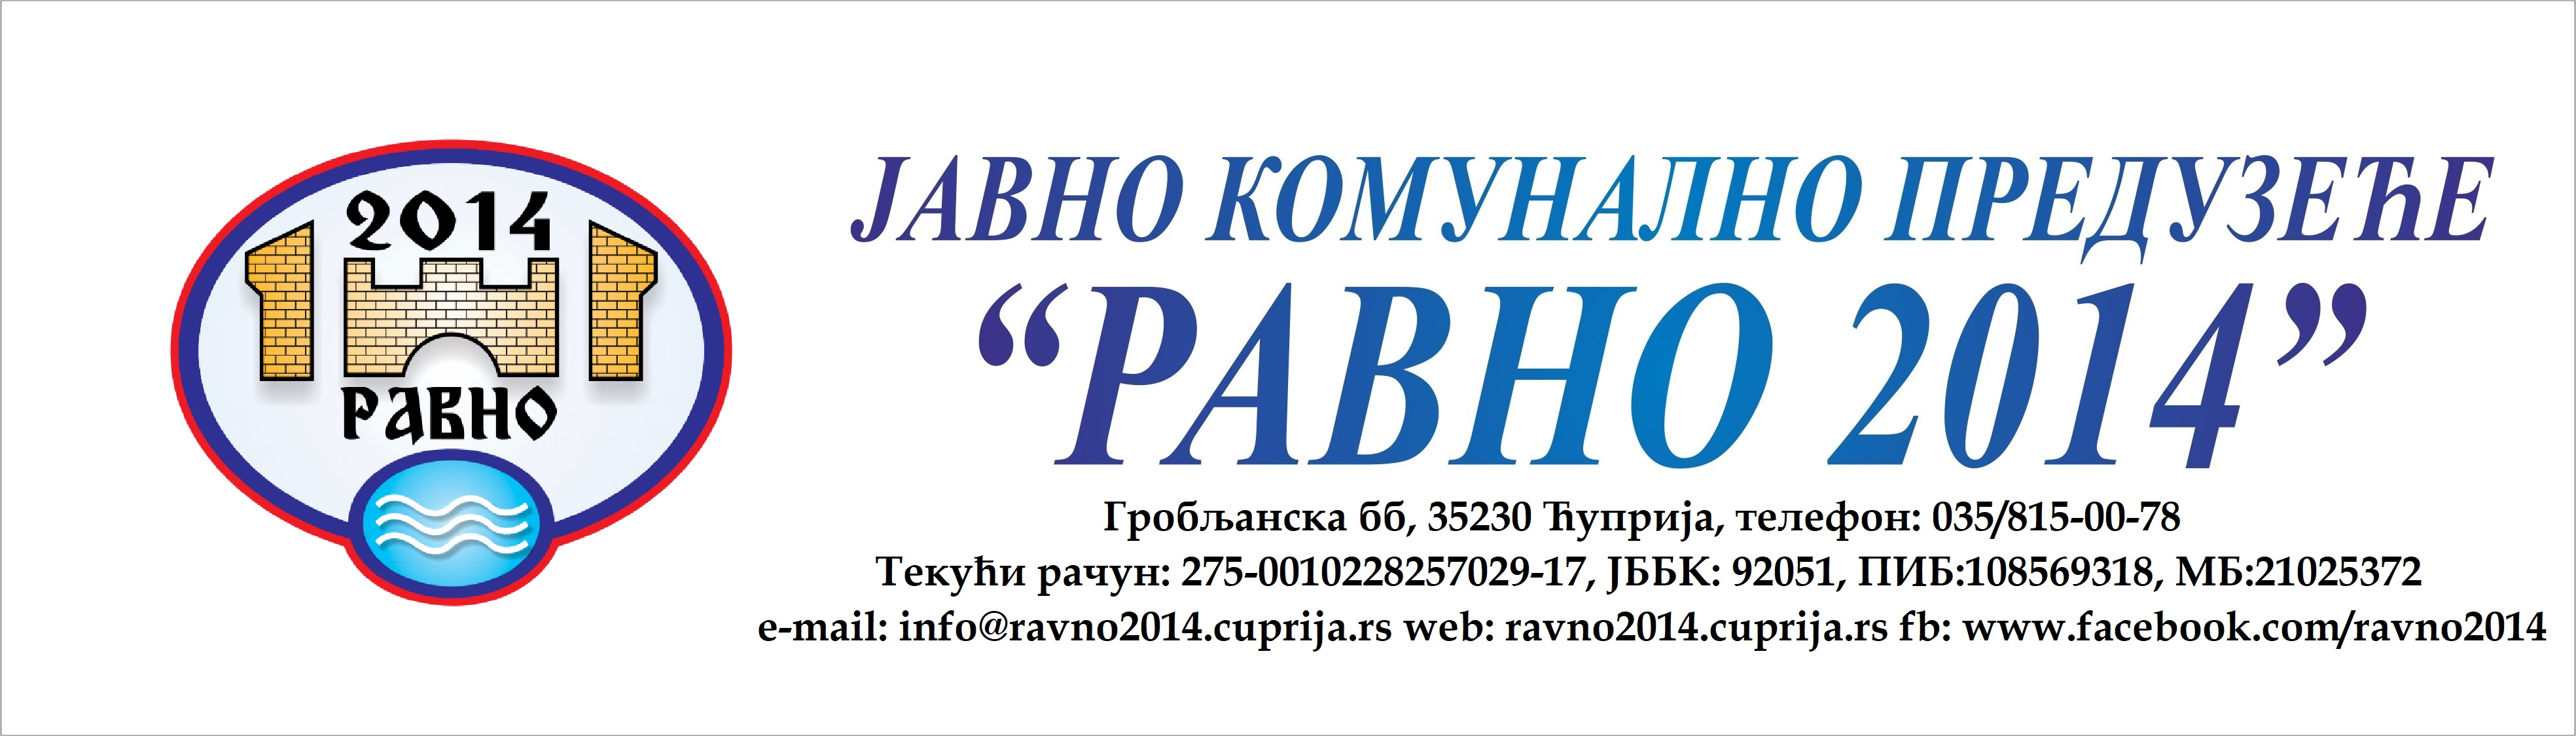 2014
РАВНО
ЈАВНО КОМУНАЛНО ПРЕДУЗЕЋЕ
“РАВНО 2014”
Гробљанска бб, 35230 Ћуприја, телефон: 035/815-00-78
Текући рачун: 275-0010228257029-17, ЈББК: 92051, ПИБ:108569318, МБ:21025372
e-mail: info@ravno2014.cuprija.rs web: ravno2014.cuprija.rs fb: www.facebook.com/ravno2014